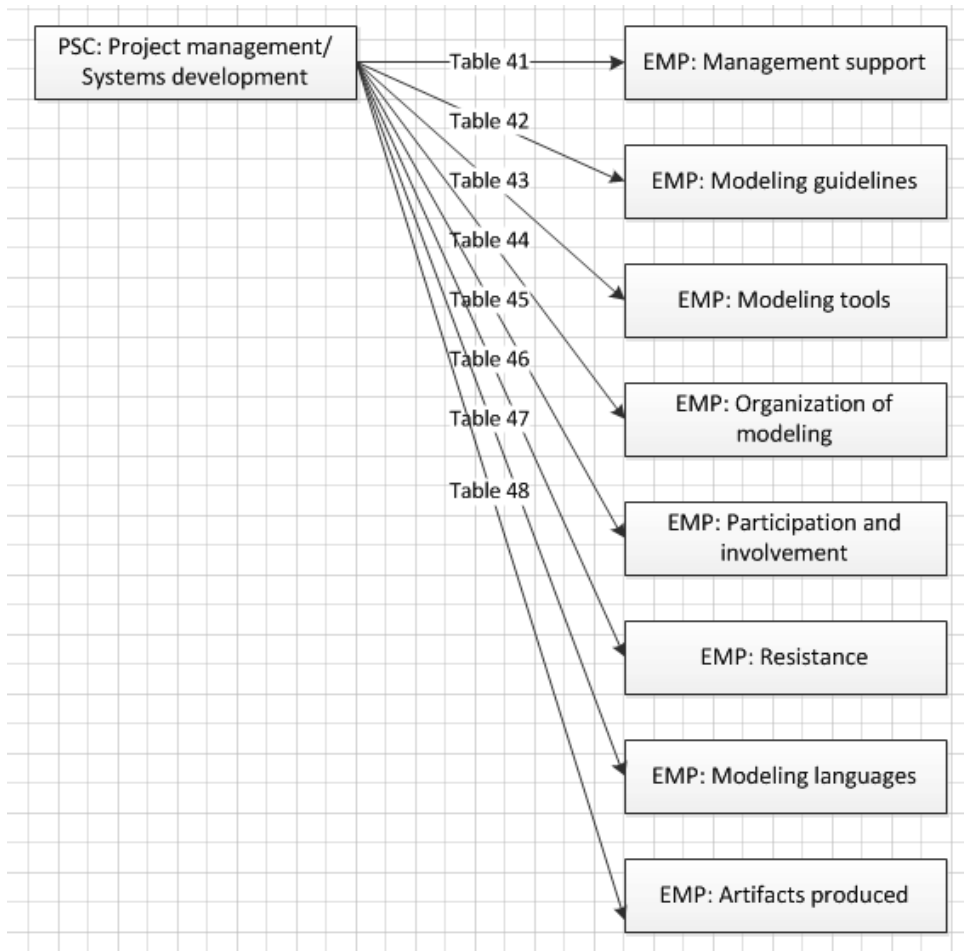 PSC: Project management/
Systems development
Table 41
EMP: Management support
Table 42
EMP: Modeling guidelines
Table 43
EMP: Modeling tools
Table 44
EMP: Organization of
modeling
Table 45
EMP: Participation and
involvement
Table 46
EMP: Resistance
Table 47
EMP: Modeling languages
Table 48
EMP: Artifacts produced